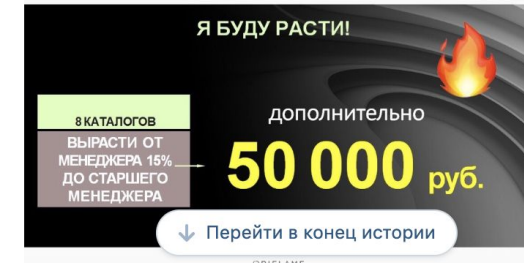 Я БУДУ РАСТИ!
8 КАТАЛОГОВ
ВЫРАСТИ ОТ
МЕНЕДЖЕРА 15%
ДО СТАРШЕГО
МЕНЕДЖЕРА
дополнительно
50 000 руб.
Перейти в конец истории